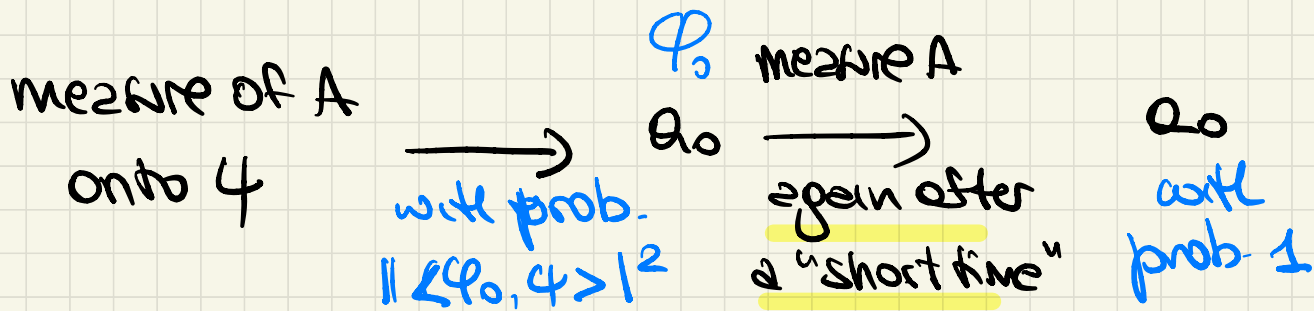 measure of A
onto ψ
⟶
with prob.
|| <φ₀, ψ> |²
φ₀
a₀
measure A
⟶
again after
a "short time"
a₀
with
prob. 1